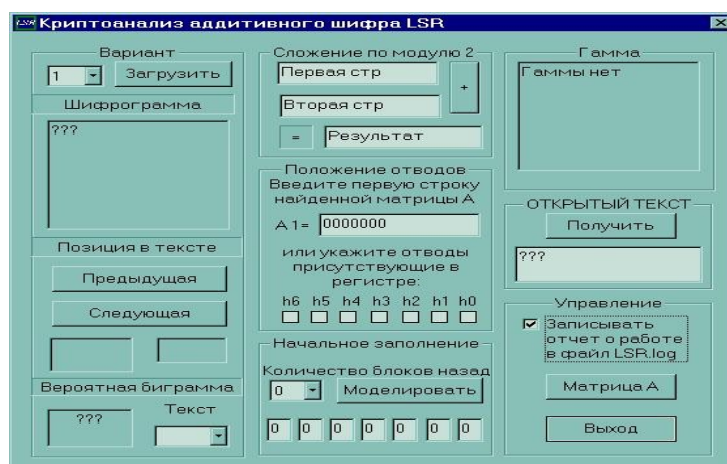 LSR Криптоанализ аддитивного шифра LSR
Вариант
1
Загрузить
Шифрограмма
???
Позиция в тексте
Предыдущая
Следующая
Вероятная биграмма
???
Текст
Сложение по модулю 2
Первая стр
+
Вторая стр
=
Результат
Положение отводов
Введите первую строку
найденной матрицы А
А1=
0000000
или укажите отводы
присутствующие в
регистре:
h6 h5 h4 h3 h2 h1 h0
Начальное заполнение
Количество блоков назад
0
Моделировать
0 0 0 0 0 0 0
Гамма
Гаммы нет
ОТКРЫТЫЙ ТЕКСТ
Получить
???
Управление
Записывать
отчет о работе
в файл LSR.log
Матрица А
Выход